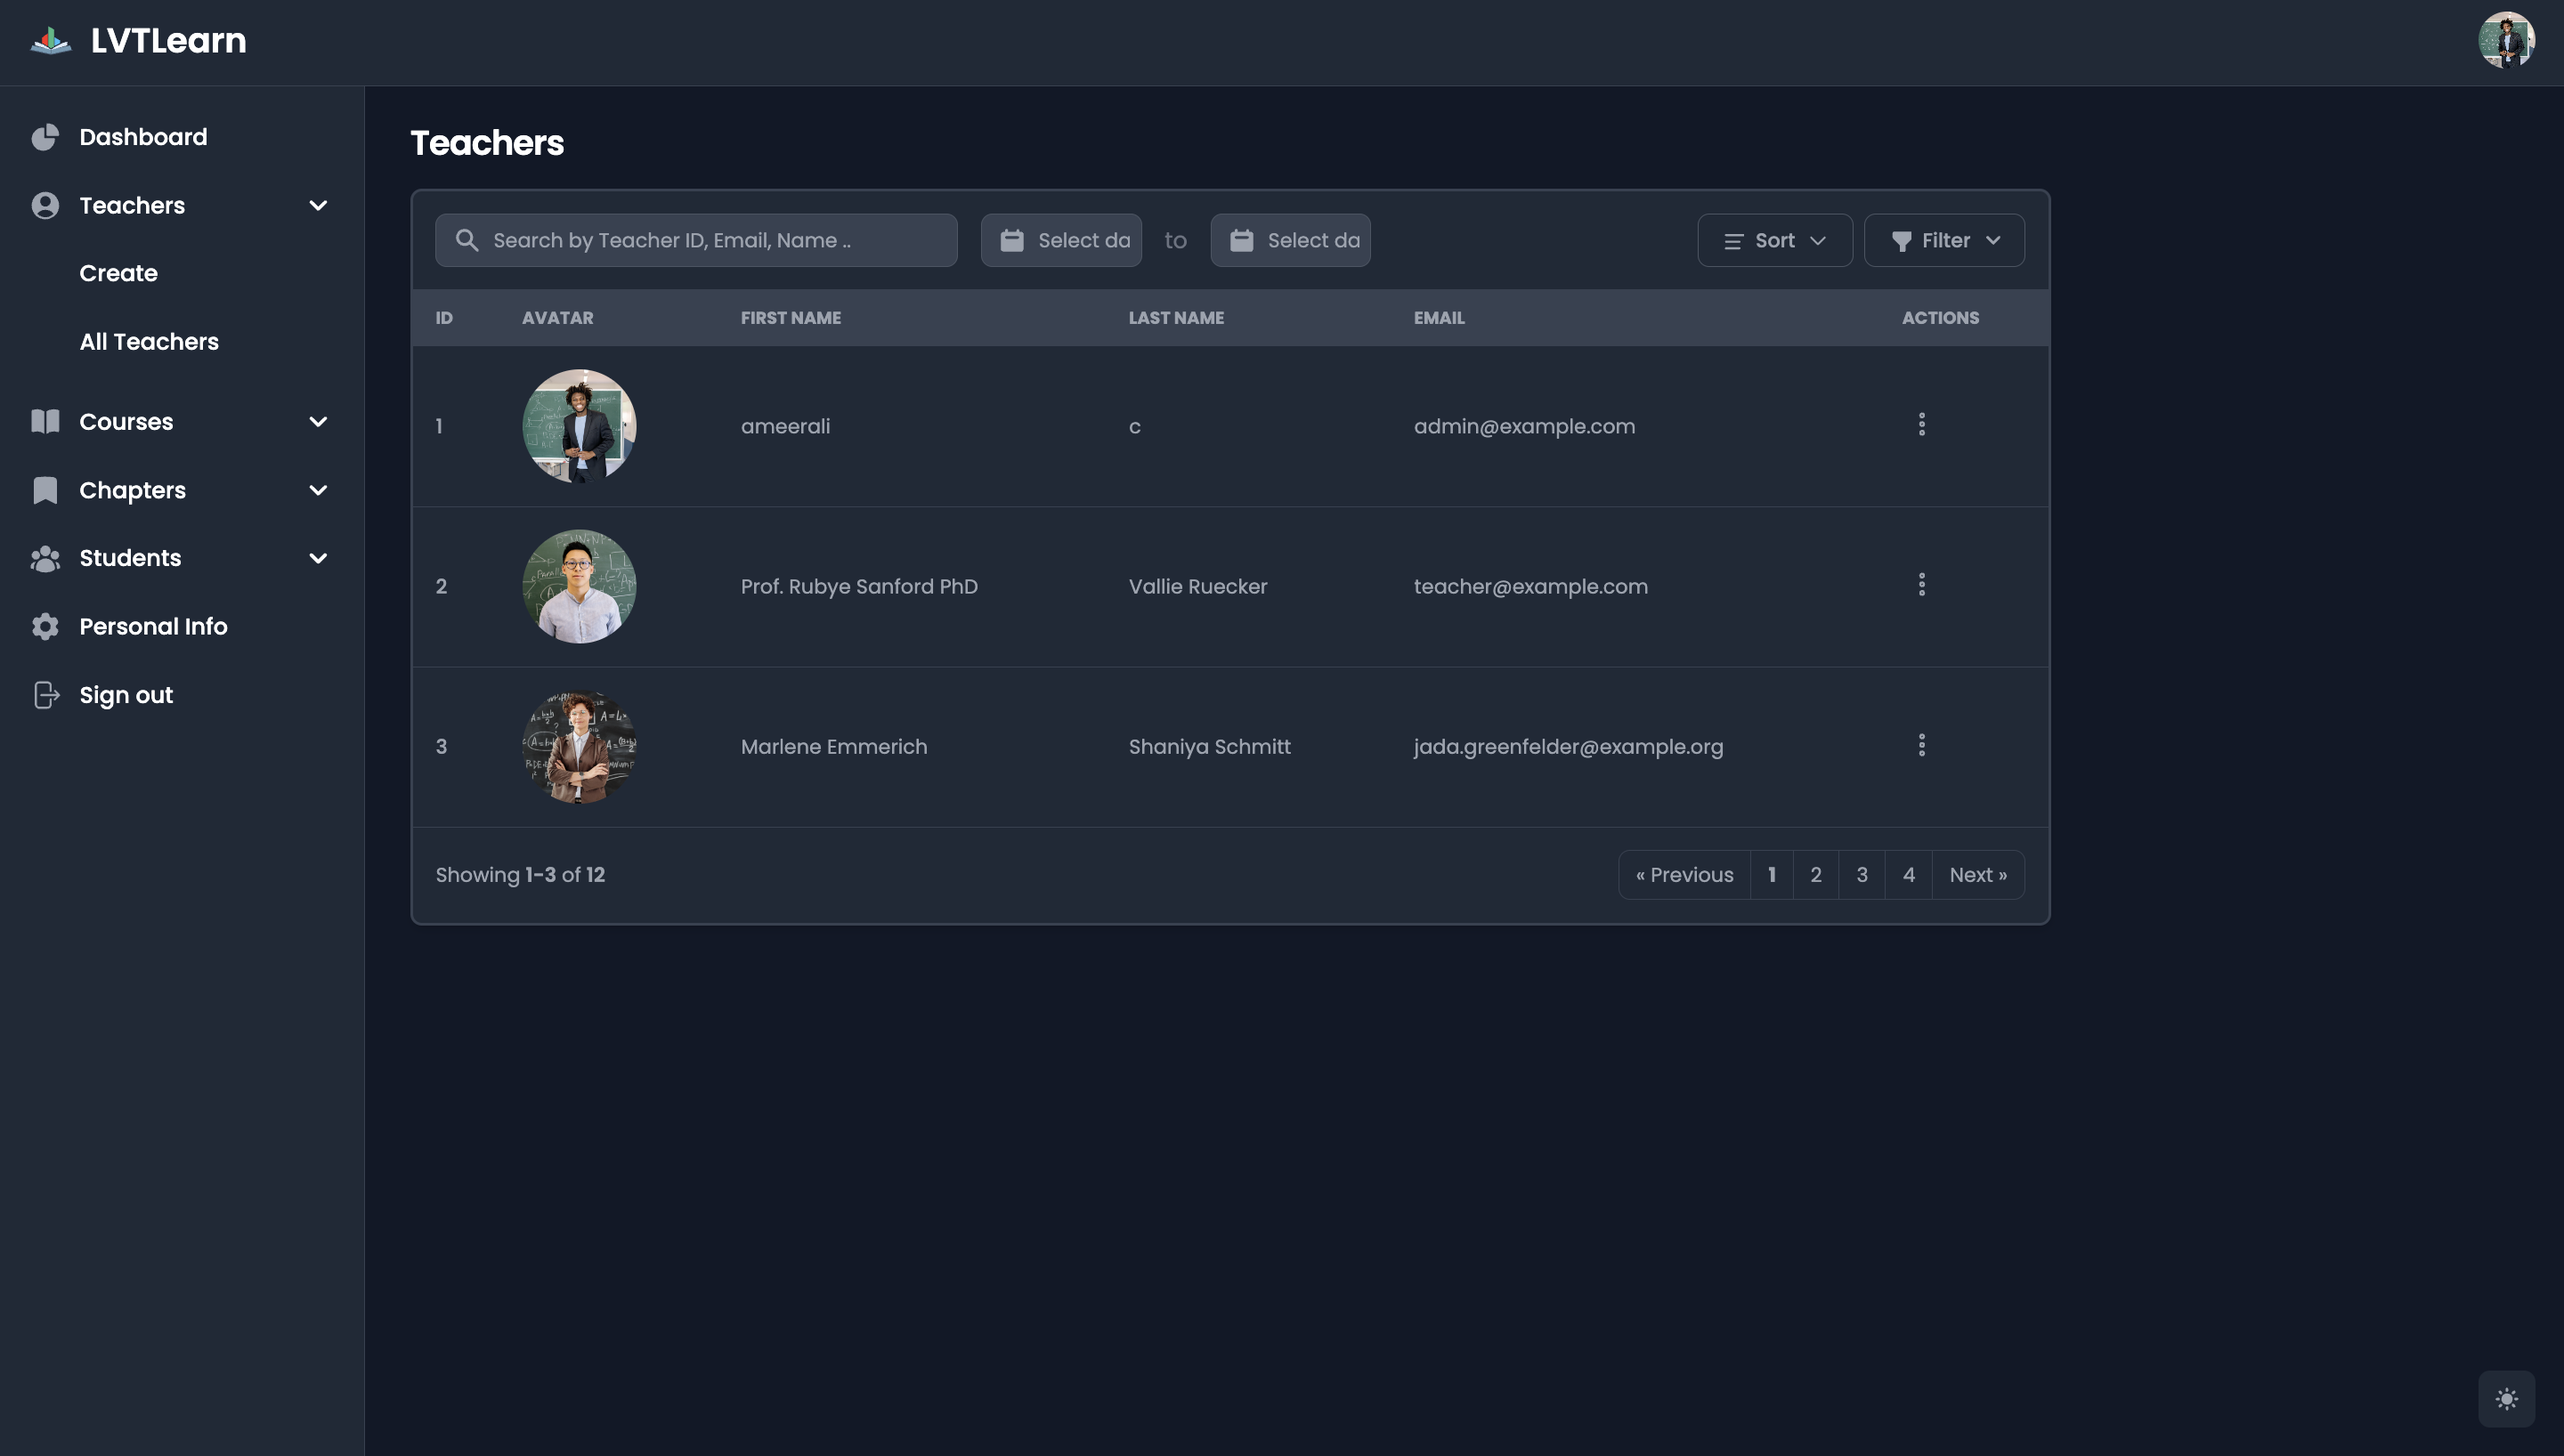 LVTLearn
Dashboard
Teachers
Create
All Teachers
Courses
Chapters
Students
Personal Info
Sign out
Teachers
Search by Teacher ID, Email, Name ..
Select da to Select da
Sort
Filter
ID AVATAR FIRST NAME LAST NAME EMAIL ACTIONS
1 ameerali c admin@example.com
2 Prof. Rubye Sanford PhD Vallie Ruecker teacher@example.com
3 Marlene Emmerich Shaniya Schmitt jada.greenfelder@example.org
Showing 1-3 of 12
« Previous 1 2 3 4 Next »